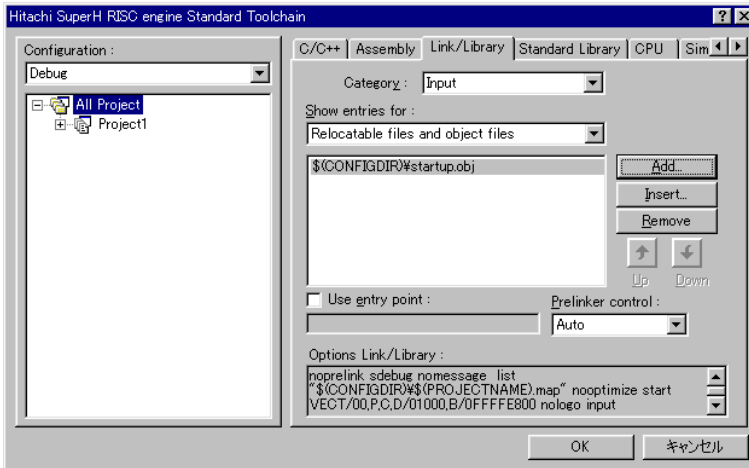 Hitachi SuperH RISC engine Standard Toolchain
Configuration :
Debug
All Project
Project1
C/C++ Assembly Link/Library Standard Library CPU Sim
Category : Input
Show entries for :
Relocatable files and object files
$(CONFIGDIR)¥startup.obj
Add...
Insert...
Remove
Up Down
Use entry point :
Prelinker control :
Auto
Options Link/Library :
noprelink sdebug nomessage list
"$(CONFIGDIR)¥$(PROJECTNAME).map" nooptimize start
VECT/00,P,C,D/01000,B/0FFFFE800 nologo input
OK キャンセル